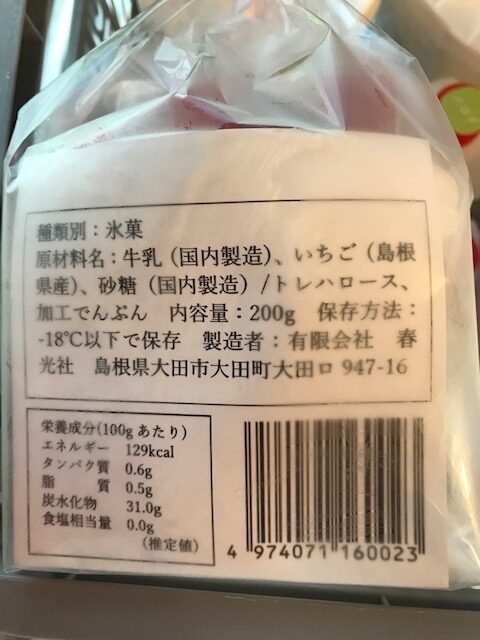 種類別：氷菓
原材料名：牛乳（国内製造）、いちご（島根
県産）、砂糖（国内製造）/トレハロース、
加工でんぷん　内容量：200g　保存方法：
-18℃以下で保存　製造者：有限会社　春
光社　島根県大田市大田町大田ロ 947-16
栄養成分(100g あたり)
エネルギー　129kcal
タンパク質　0.6g
脂　　質　0.5g
炭水化物　31.0g
食塩相当量　0.0g
（推定値）
4 974071 160023